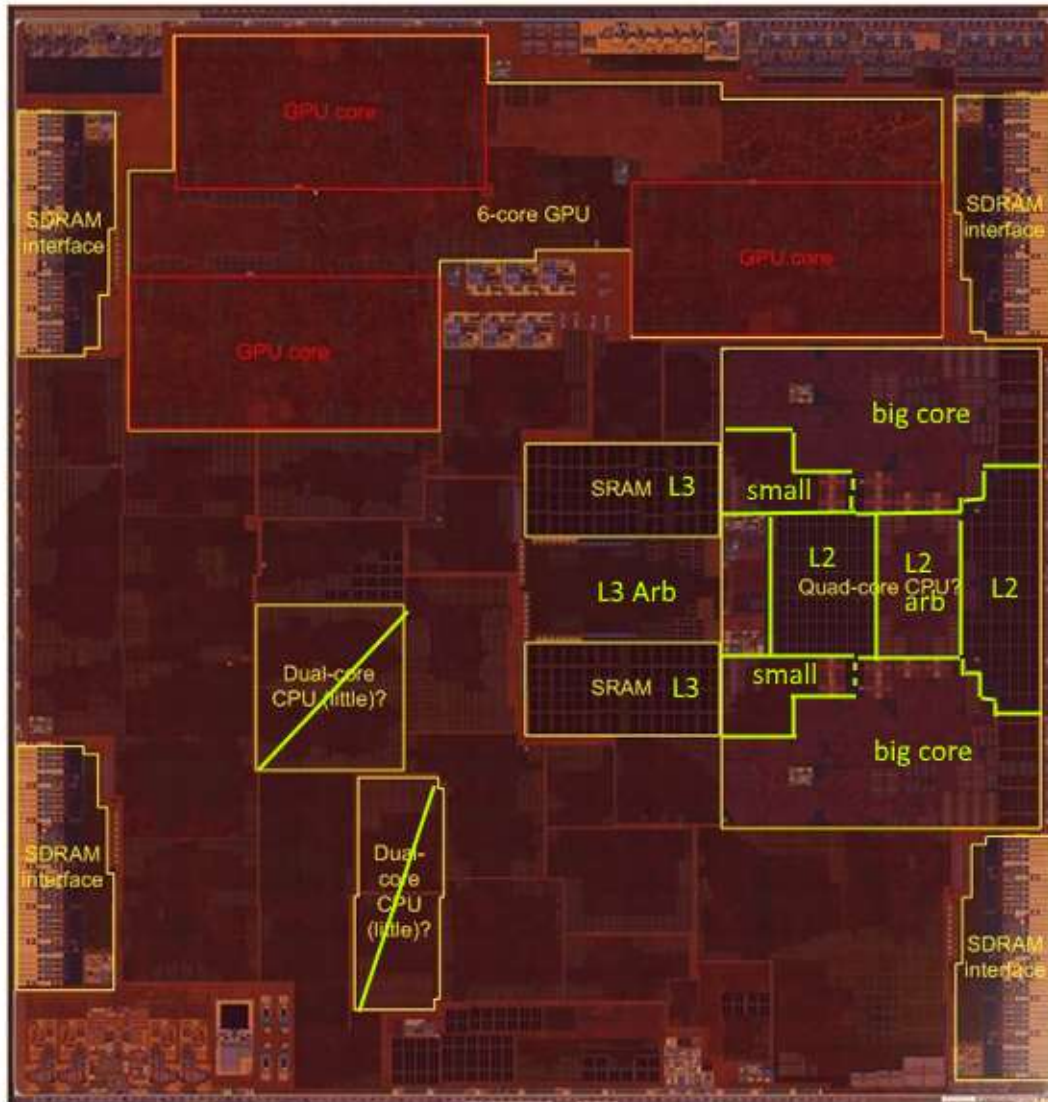 GPU core
SDRAM
interface
6-core GPU
SDRAM
interface
GPU core
GPU core
big core
SRAM L3
small
L2
L2
Quad-core CPU?
arb
L2
L3 Arb
Dual-core
CPU (little)?
SRAM L3
small
big core
SDRAM
interface
Dual-
core
CPU
(little)?
SDRAM
interface